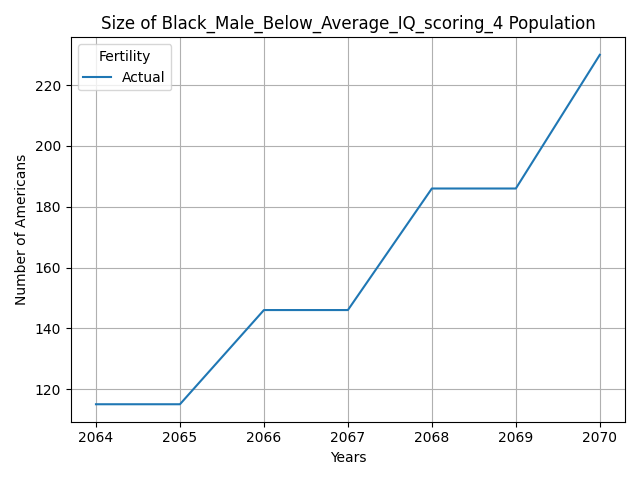 Size of Black_Male_Below_Average_IQ_scoring_4 Population
Fertility
Actual
Number of Americans
220
200
180
160
140
120
2064 2065 2066 2067 2068 2069 2070
Years